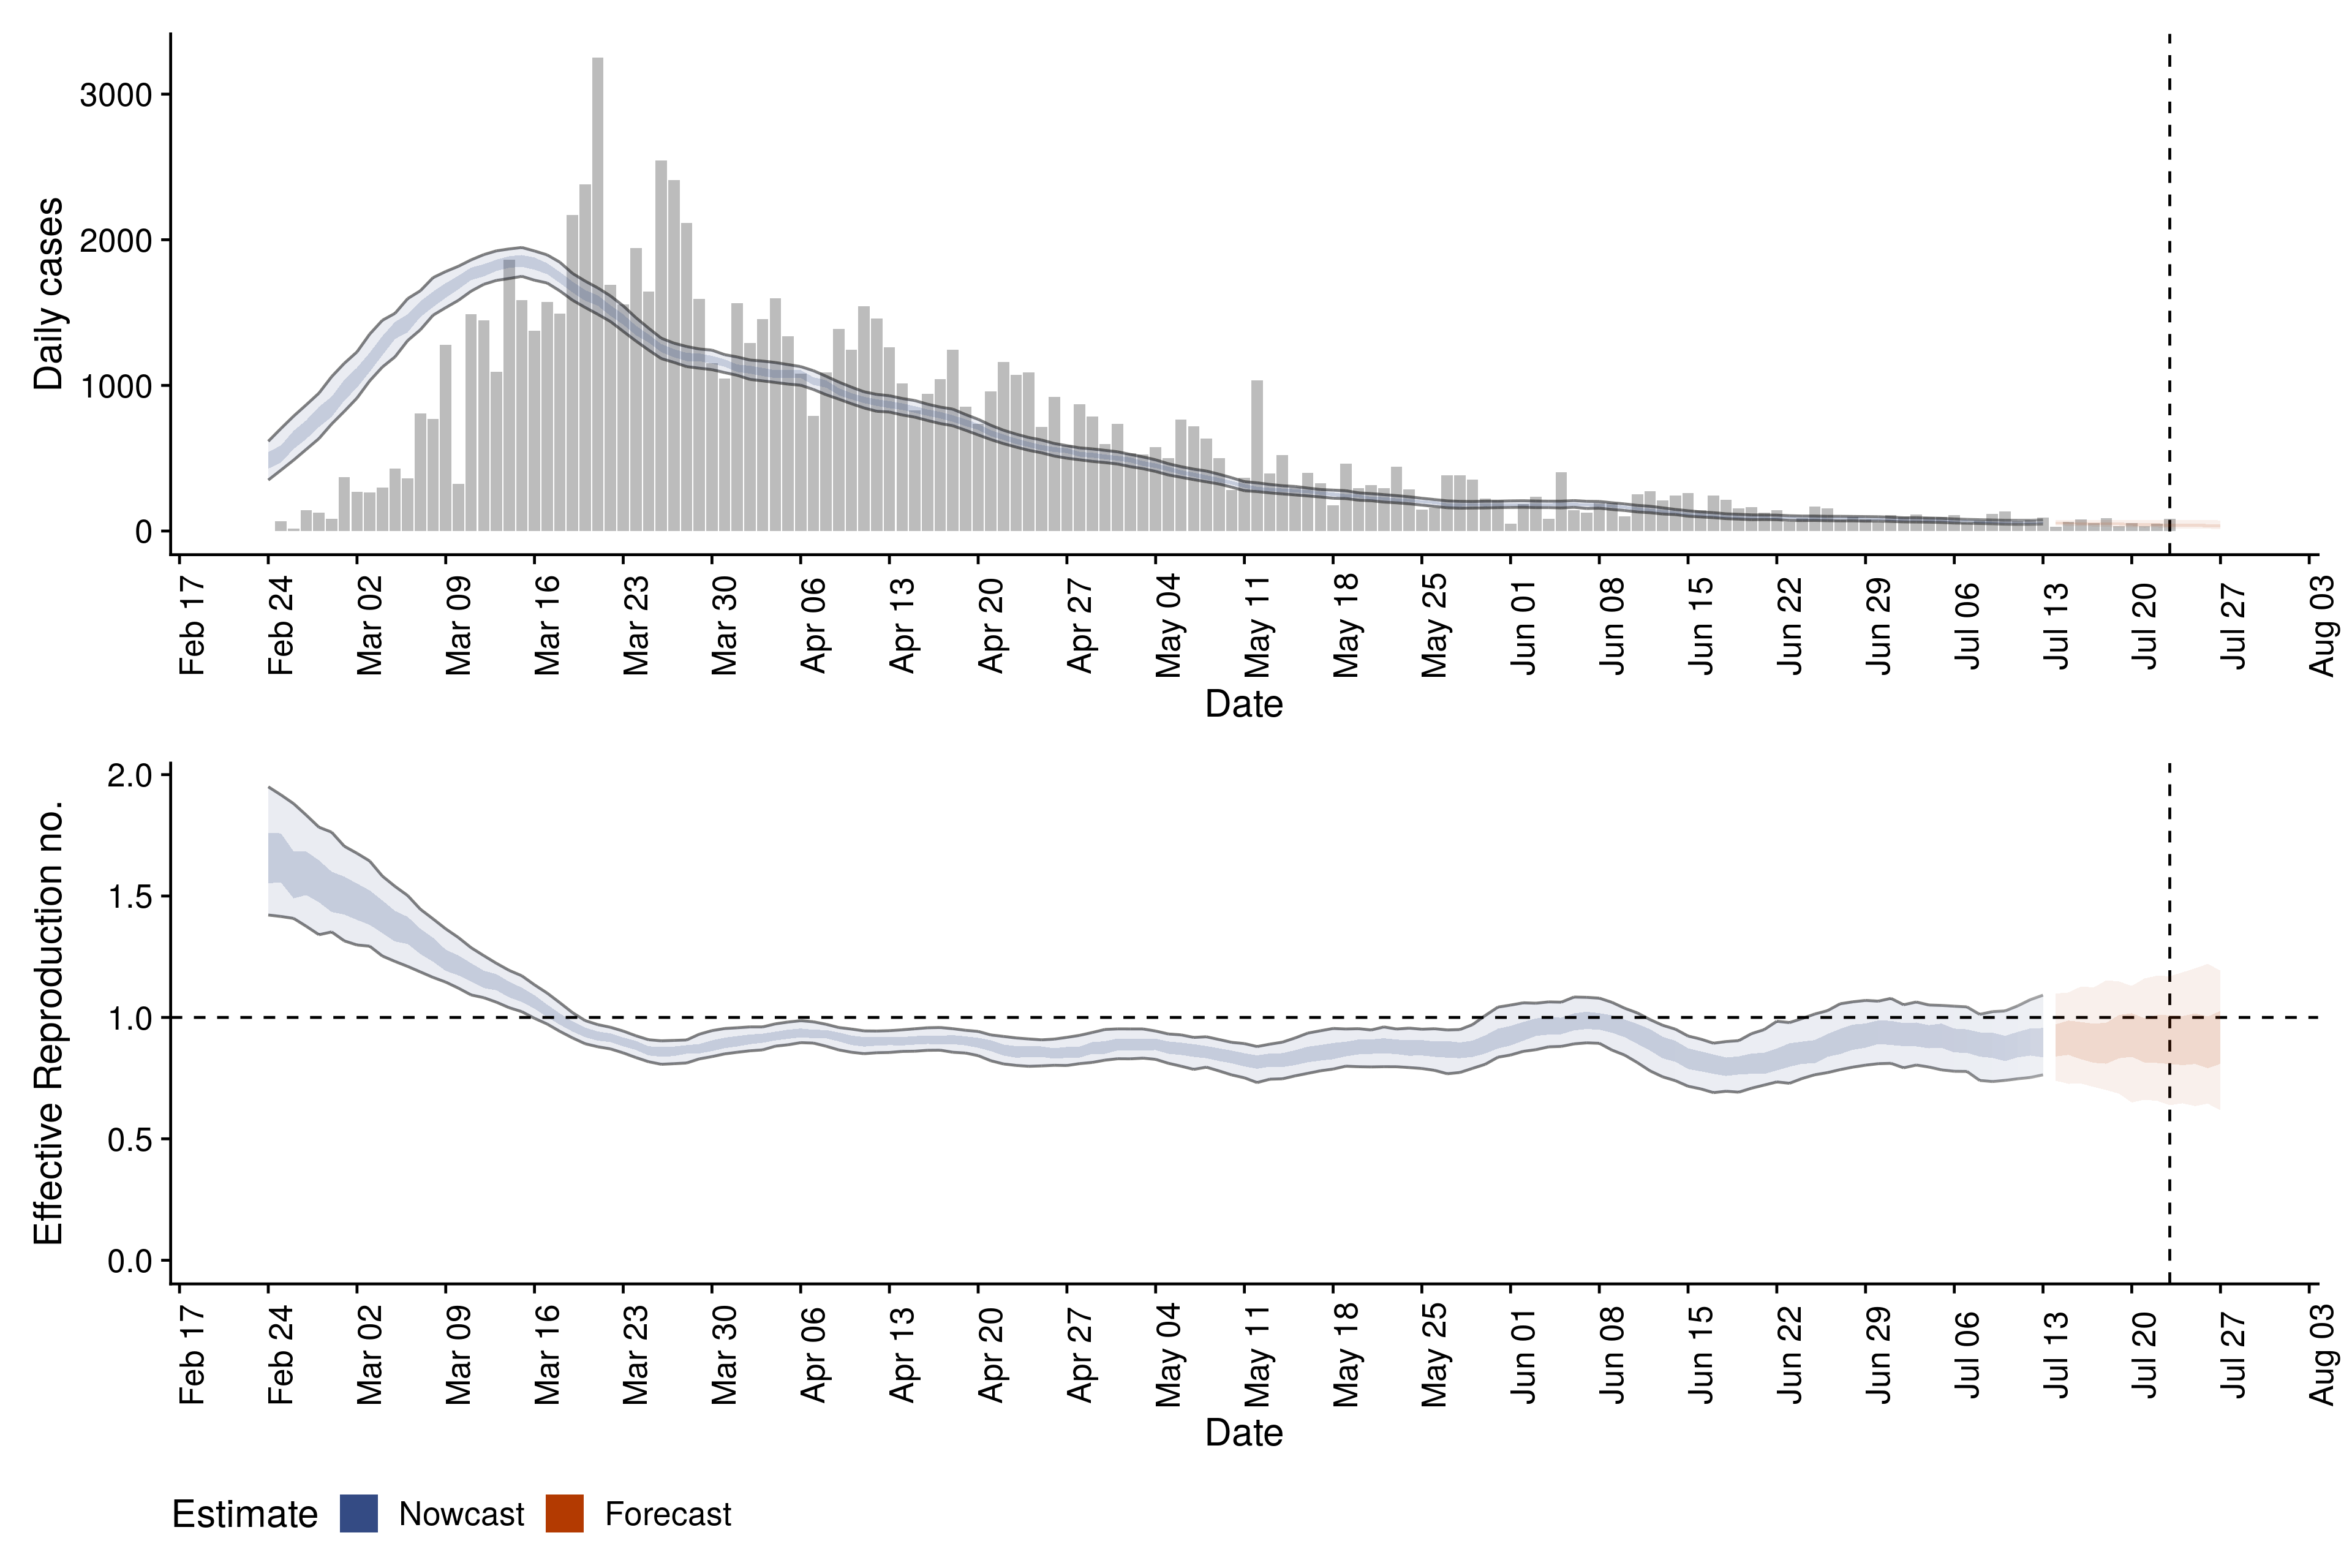 Daily cases
3000
2000
1000
0
Feb 17
Feb 24
Mar 02
Mar 09
Mar 16
Mar 23
Mar 30
Apr 06
Apr 13
Apr 20
Apr 27
May 04
May 11
May 18
May 25
Jun 01
Jun 08
Jun 15
Jun 22
Jun 29
Jul 06
Jul 13
Jul 20
Jul 27
Aug 03
Date
Effective Reproduction no.
2.0
1.5
1.0
0.5
0.0
Feb 17
Feb 24
Mar 02
Mar 09
Mar 16
Mar 23
Mar 30
Apr 06
Apr 13
Apr 20
Apr 27
May 04
May 11
May 18
May 25
Jun 01
Jun 08
Jun 15
Jun 22
Jun 29
Jul 06
Jul 13
Jul 20
Jul 27
Aug 03
Date
Estimate Nowcast Forecast